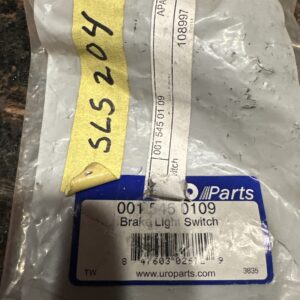 SLS 204
APA
108997
001 545 01 09
itch
O Parts
001 545 0109
Brake Light Switch
www.uroparts.com
TW
3835